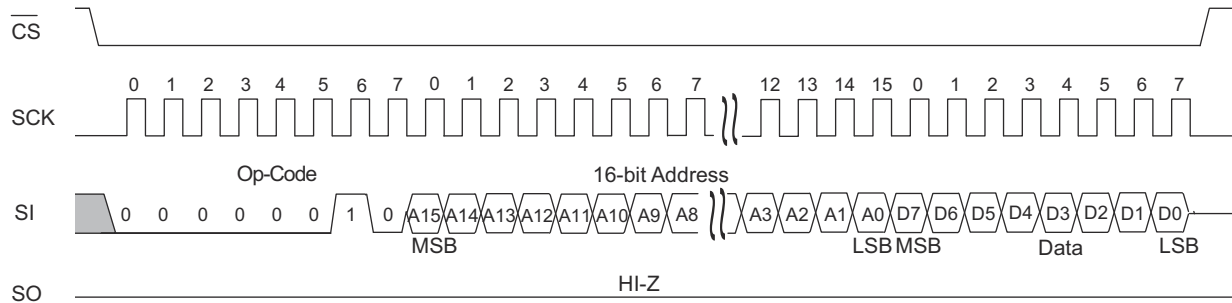 CS
0 1 2 3 4 5 6 7 0 1 2 3 4 5 6 7 12 13 14 15 0 1 2 3 4 5 6 7
SCK
Op-Code 16-bit Address
SI 0 0 0 0 0 0 1 0 A15 A14 A13 A12 A11 A10 A9 A8 A3 A2 A1 A0 D7 D6 D5 D4 D3 D2 D1 D0
MSB LSB MSB Data LSB
HI-Z
SO